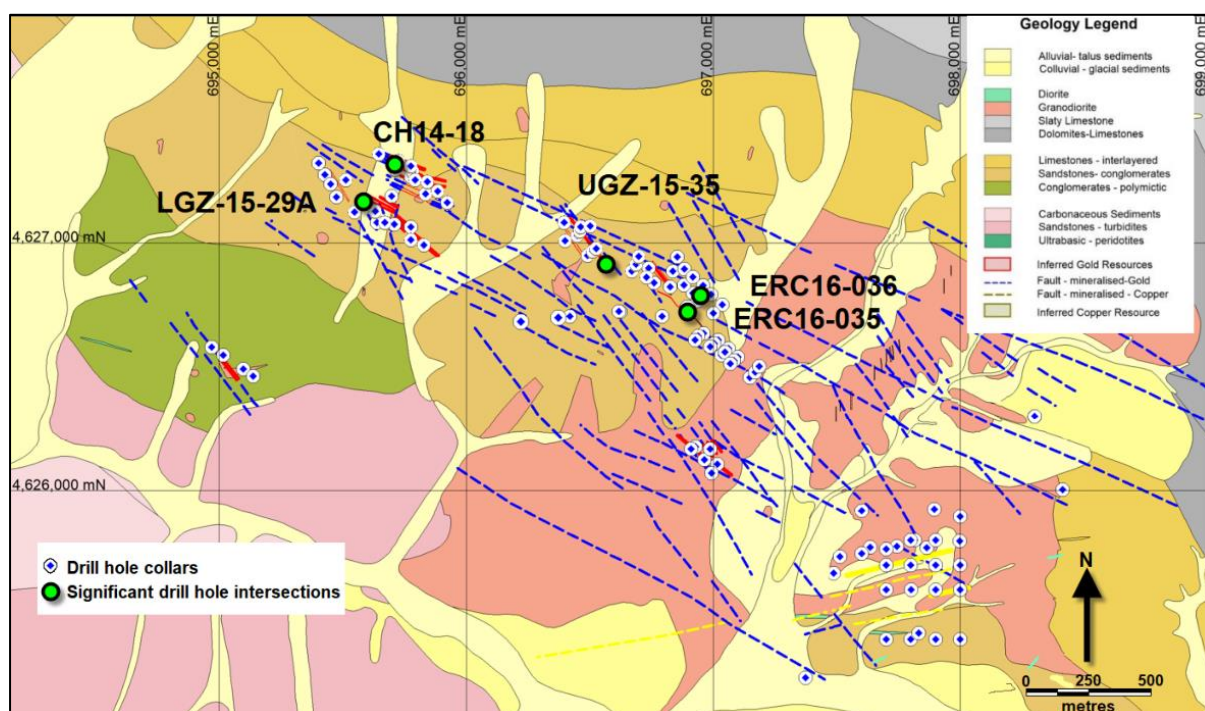 695,000 mE
696,000 mE
697,000 mE
698,000 mE
699,000 mE
Geology Legend
Alluvial- talus sediments
Colluvial - glacial sediments
Diorite
Granodiorite
Slaty Limestone
Dolomites-Limestones
Limestones - interlayered
Sandstones- conglomerates
Conglomerates - polymictic
Carbonaceous Sediments
Sandstones - turbidites
Ultrabasic - peridotites
Inferred Gold Resources
Fault - mineralised-Gold
Fault - mineralised - Copper
Inferred Copper Resource
CH14-18
LGZ-15-29A
UGZ-15-35
4,627,000 mN
ERC16-036
ERC16-035
4,626,000 mN
Drill hole collars
Significant drill hole intersections
N
0 250 500
metres